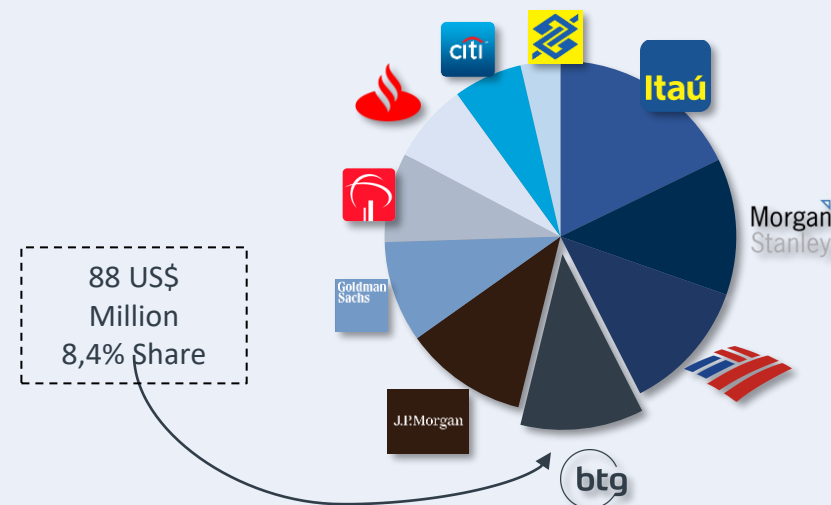 citi
Itaú
Morgan
Stanley
88 US$
Million
8,4% Share
Goldman
Sachs
J.P.Morgan
btg